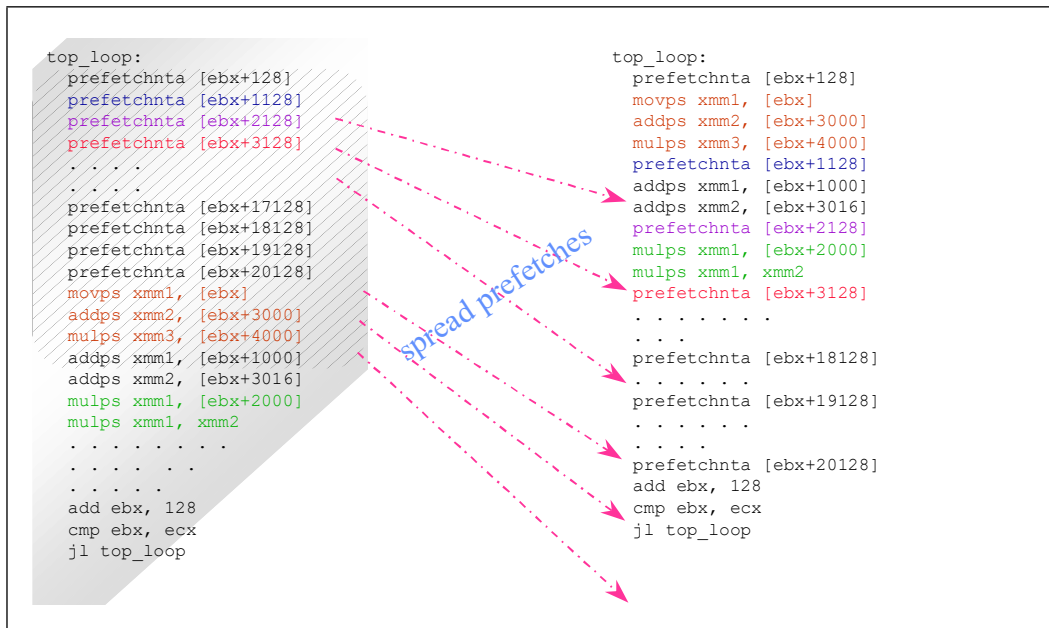 top_loop:
prefetchnta [ebx+128]
prefetchnta [ebx+1128]
prefetchnta [ebx+2128]
prefetchnta [ebx+3128]
. . . .
. . . .
prefetchnta [ebx+17128]
prefetchnta [ebx+18128]
prefetchnta [ebx+19128]
prefetchnta [ebx+20128]
movps xmm1, [ebx]
addps xmm2, [ebx+3000]
mulps xmm3, [ebx+4000]
addps xmm1, [ebx+1000]
addps xmm2, [ebx+3016]
mulps xmm1, [ebx+2000]
mulps xmm1, xmm2
. . . . . . . .
. . . . . .
. . . . .
add ebx, 128
cmp ebx, ecx
jl top_loop
spread prefetches
top_loop:
prefetchnta [ebx+128]
movps xmm1, [ebx]
addps xmm2, [ebx+3000]
mulps xmm3, [ebx+4000]
prefetchnta [ebx+1128]
addps xmm1, [ebx+1000]
addps xmm2, [ebx+3016]
prefetchnta [ebx+2128]
mulps xmm1, [ebx+2000]
mulps xmm1, xmm2
prefetchnta [ebx+3128]
. . . . . . .
. . .
prefetchnta [ebx+18128]
. . . . . .
prefetchnta [ebx+19128]
. . . . . .
. . . .
prefetchnta [ebx+20128]
add ebx, 128
cmp ebx, ecx
jl top_loop